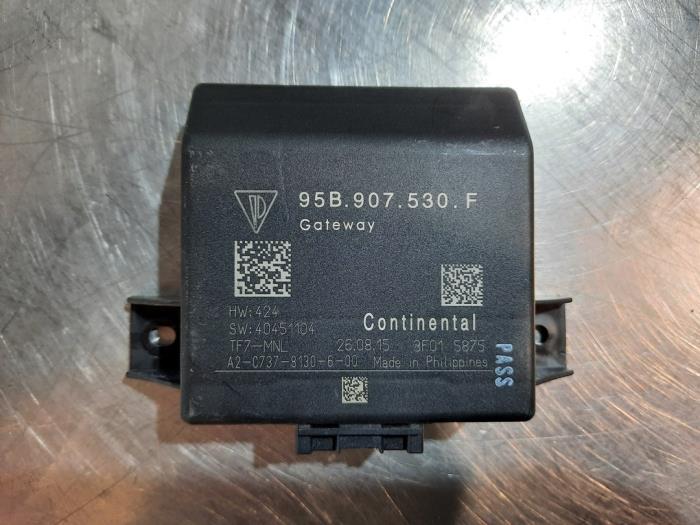 95B.907.530.F
Gateway
HW:424
SW:40451104
Continental
TF7-MNL 26.08.15 3F01 5875
A2-C737-8130-6-00 Made in Philippines
PASS